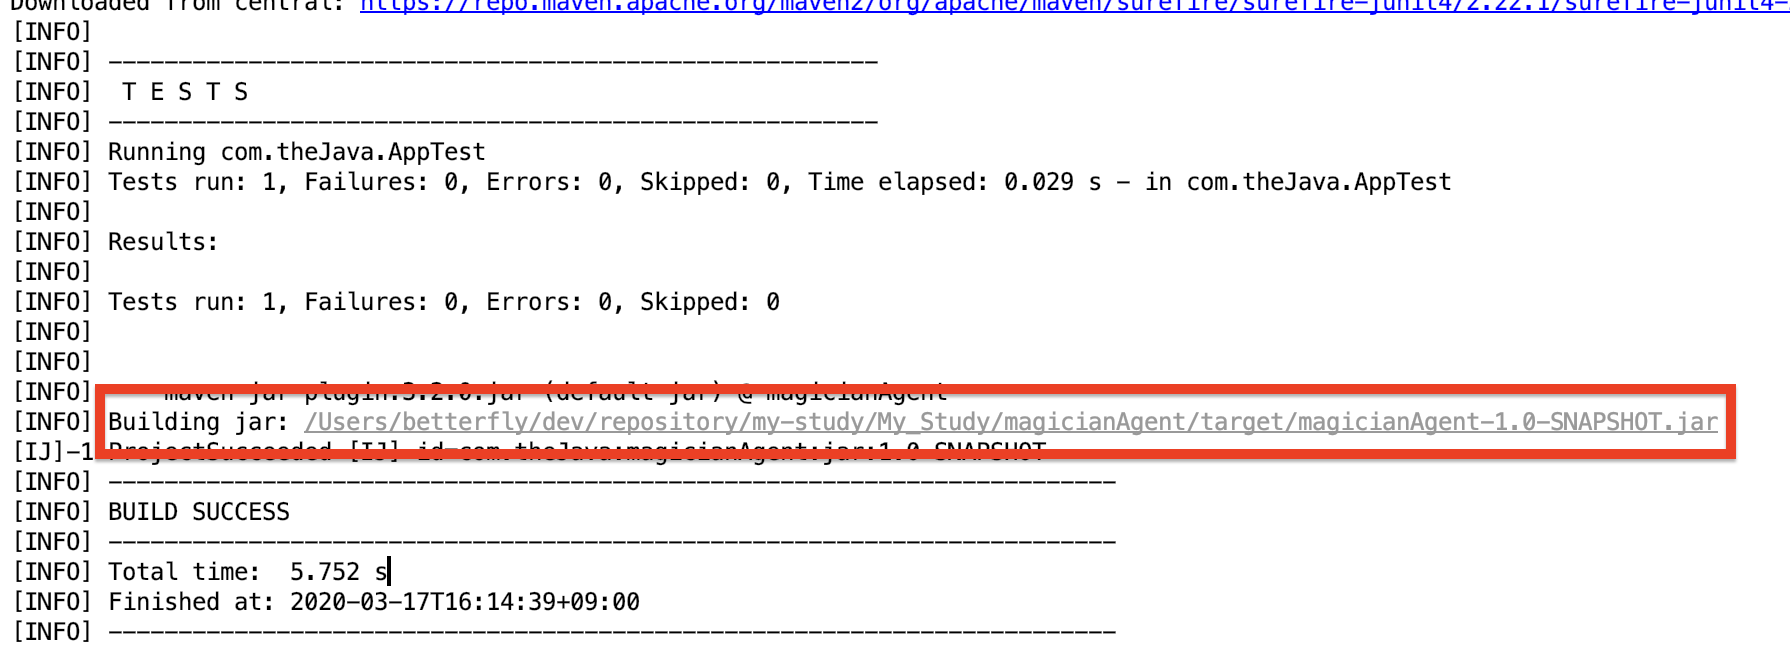 Downloaded from central: https://repo.maven.apache.org/maven2/org/apache/maven/surefire/surefire-junit4/2.22.1/surefire-junit4-
[INFO]
[INFO] -------------------------------------------------------
[INFO]  T E S T S
[INFO] -------------------------------------------------------
[INFO] Running com.theJava.AppTest
[INFO] Tests run: 1, Failures: 0, Errors: 0, Skipped: 0, Time elapsed: 0.029 s - in com.theJava.AppTest
[INFO]
[INFO] Results:
[INFO]
[INFO] Tests run: 1, Failures: 0, Errors: 0, Skipped: 0
[INFO]
[INFO]
[INFO] maven-jar-plugin:3.2.0:jar (default-jar) @ magicianAgent
[INFO] Building jar: /Users/betterfly/dev/repository/my-study/My_Study/magicianAgent/target/magicianAgent-1.0-SNAPSHOT.jar
[IJ]-1-ProjectSucceeded-[IJ]-id=com.theJava:magicianAgent:jar:1.0-SNAPSHOT
[INFO] ------------------------------------------------------------------------
[INFO] BUILD SUCCESS
[INFO] ------------------------------------------------------------------------
[INFO] Total time:  5.752 s
[INFO] Finished at: 2020-03-17T16:14:39+09:00
[INFO] ------------------------------------------------------------------------